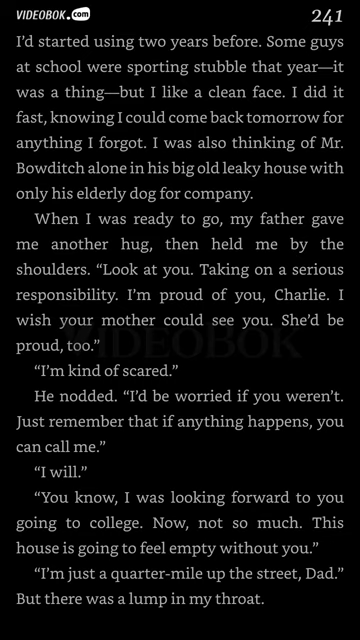 VIDEOBOK.com
241
I'd started using two years before. Some guys
at school were sporting stubble that year—it
was a thing—but I like a clean face. I did it
fast, knowing I could come back tomorrow for
anything I forgot. I was also thinking of Mr.
Bowditch alone in his big old leaky house with
only his elderly dog for company.
When I was ready to go, my father gave
me another hug, then held me by the
shoulders. “Look at you. Taking on a serious
responsibility. I'm proud of you, Charlie. I
wish your mother could see you. She'd be
proud, too.”
VIDEOBOK
“I'm kind of scared.”
He nodded. “I'd be worried if you weren't.
Just remember that if anything happens, you
can call me.”
“I will.”
“You know, I was looking forward to you
going to college. Now, not so much. This
house is going to feel empty without you.”
“I'm just a quarter-mile up the street, Dad.”
But there was a lump in my throat.